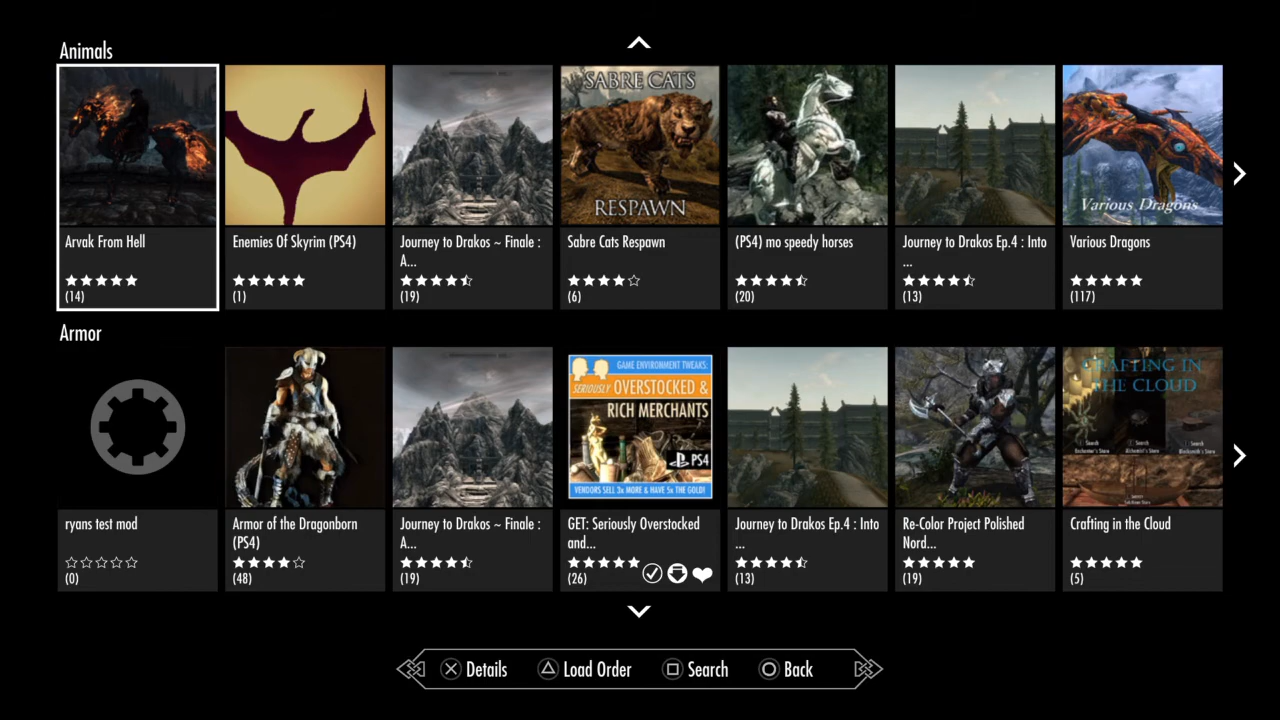 Animals
SABRE CATS
RESPAWN
Various Dragons
Arvak From Hell
(14)
Enemies Of Skyrim (PS4)
(1)
Journey to Drakos ~ Finale :
A...
(19)
Sabre Cats Respawn
(6)
(PS4) mo speedy horses
(20)
Journey to Drakos Ep.4 : Into
...
(13)
Various Dragons
(117)
Armor
GAME ENVIRONMENT TWEAKS:
SERIOUSLY OVERSTOCKED &
RICH MERCHANTS
PS4
VENDORS SELL 3x MORE & HAVE 5x THE GOLD!
CRAFTING IN
THE CLOUD
Search
Search
Search
ryans test mod
(0)
Armor of the Dragonborn
(PS4)
(48)
Journey to Drakos ~ Finale :
A...
(19)
GET: Seriously Overstocked
and...
(26)
Journey to Drakos Ep.4 : Into
...
(13)
Re-Color Project Polished
Nord...
(19)
Crafting in the Cloud
(5)
Details
Load Order
Search
Back